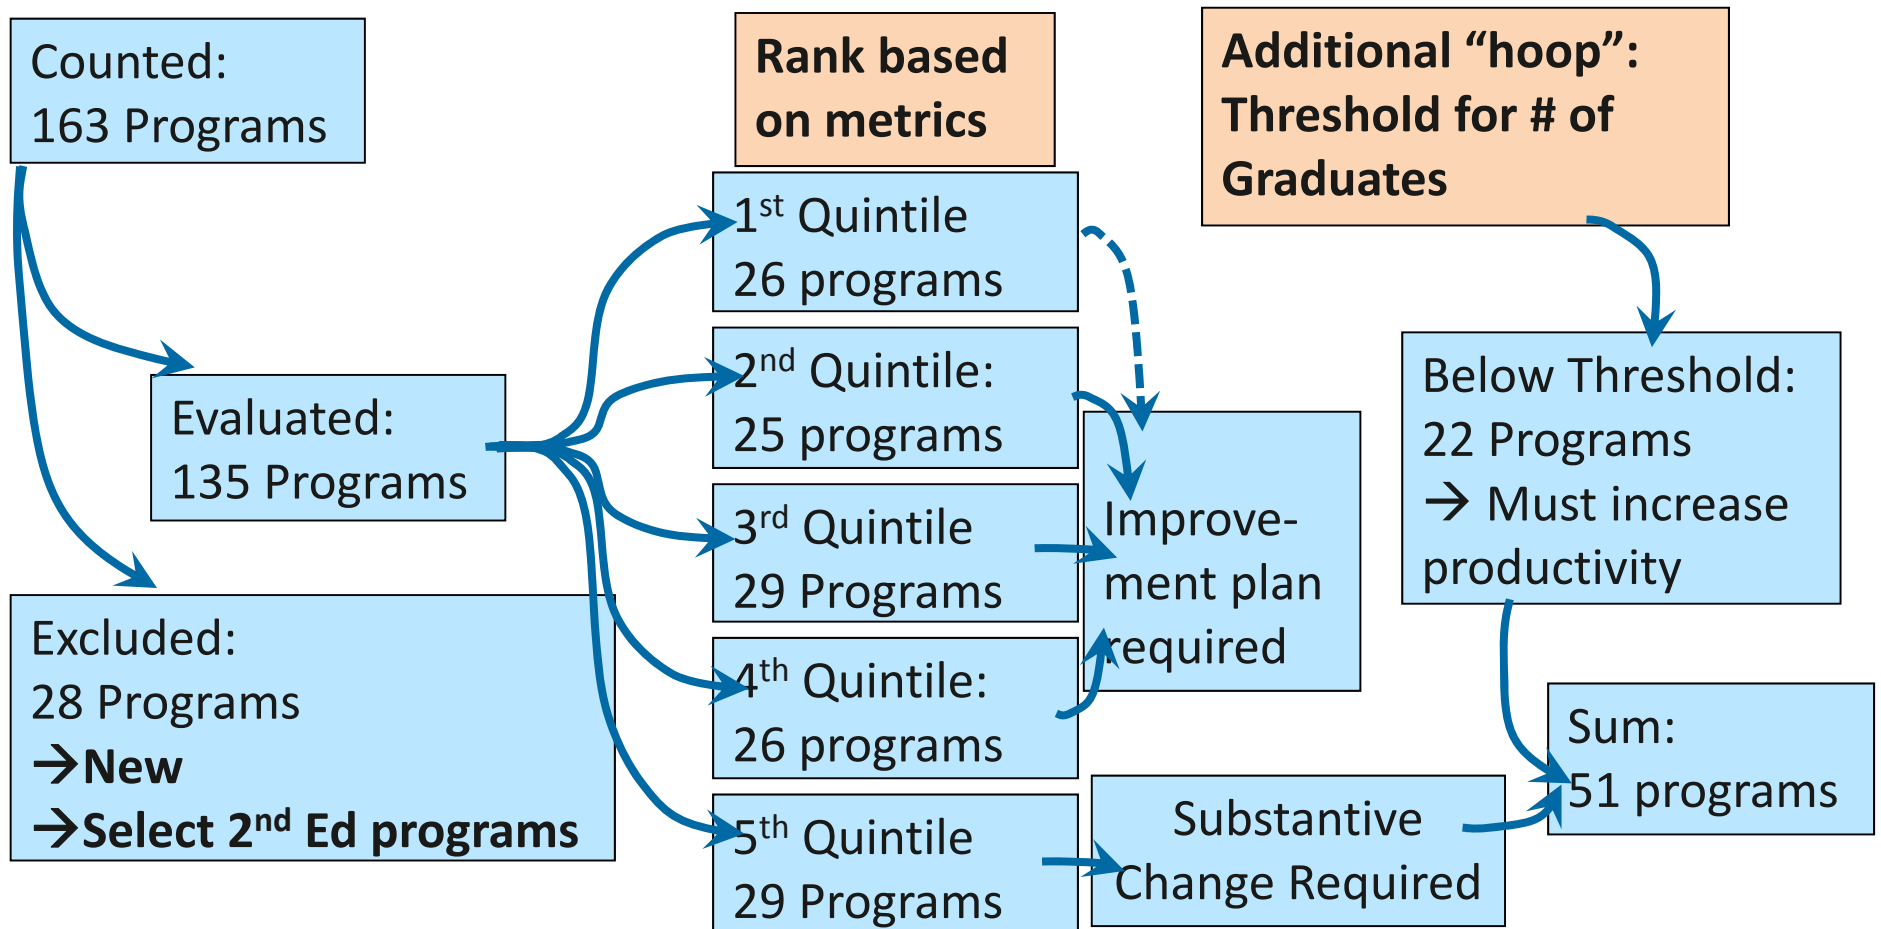 Counted:
163 Programs
Evaluated:
135 Programs
Excluded:
28 Programs
→New
→Select 2nd Ed programs
Rank based
on metrics
1st Quintile
26 programs
2nd Quintile:
25 programs
3rd Quintile
29 Programs
4th Quintile:
26 programs
5th Quintile
29 Programs
Improve-
ment plan
required
Substantive
Change Required
Additional “hoop”:
Threshold for # of
Graduates
Below Threshold:
22 Programs
→ Must increase
productivity
Sum:
51 programs